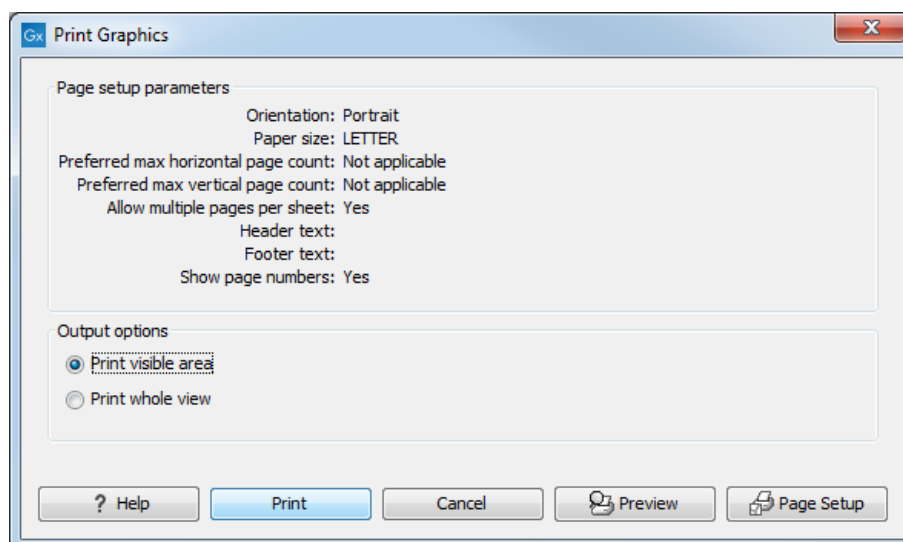 Gx Print Graphics
Page setup parameters
Orientation: Portrait
Paper size: LETTER
Preferred max horizontal page count: Not applicable
Preferred max vertical page count: Not applicable
Allow multiple pages per sheet: Yes
Header text:
Footer text:
Show page numbers: Yes
Output options
Print visible area
Print whole view
? Help Print Cancel Preview Page Setup